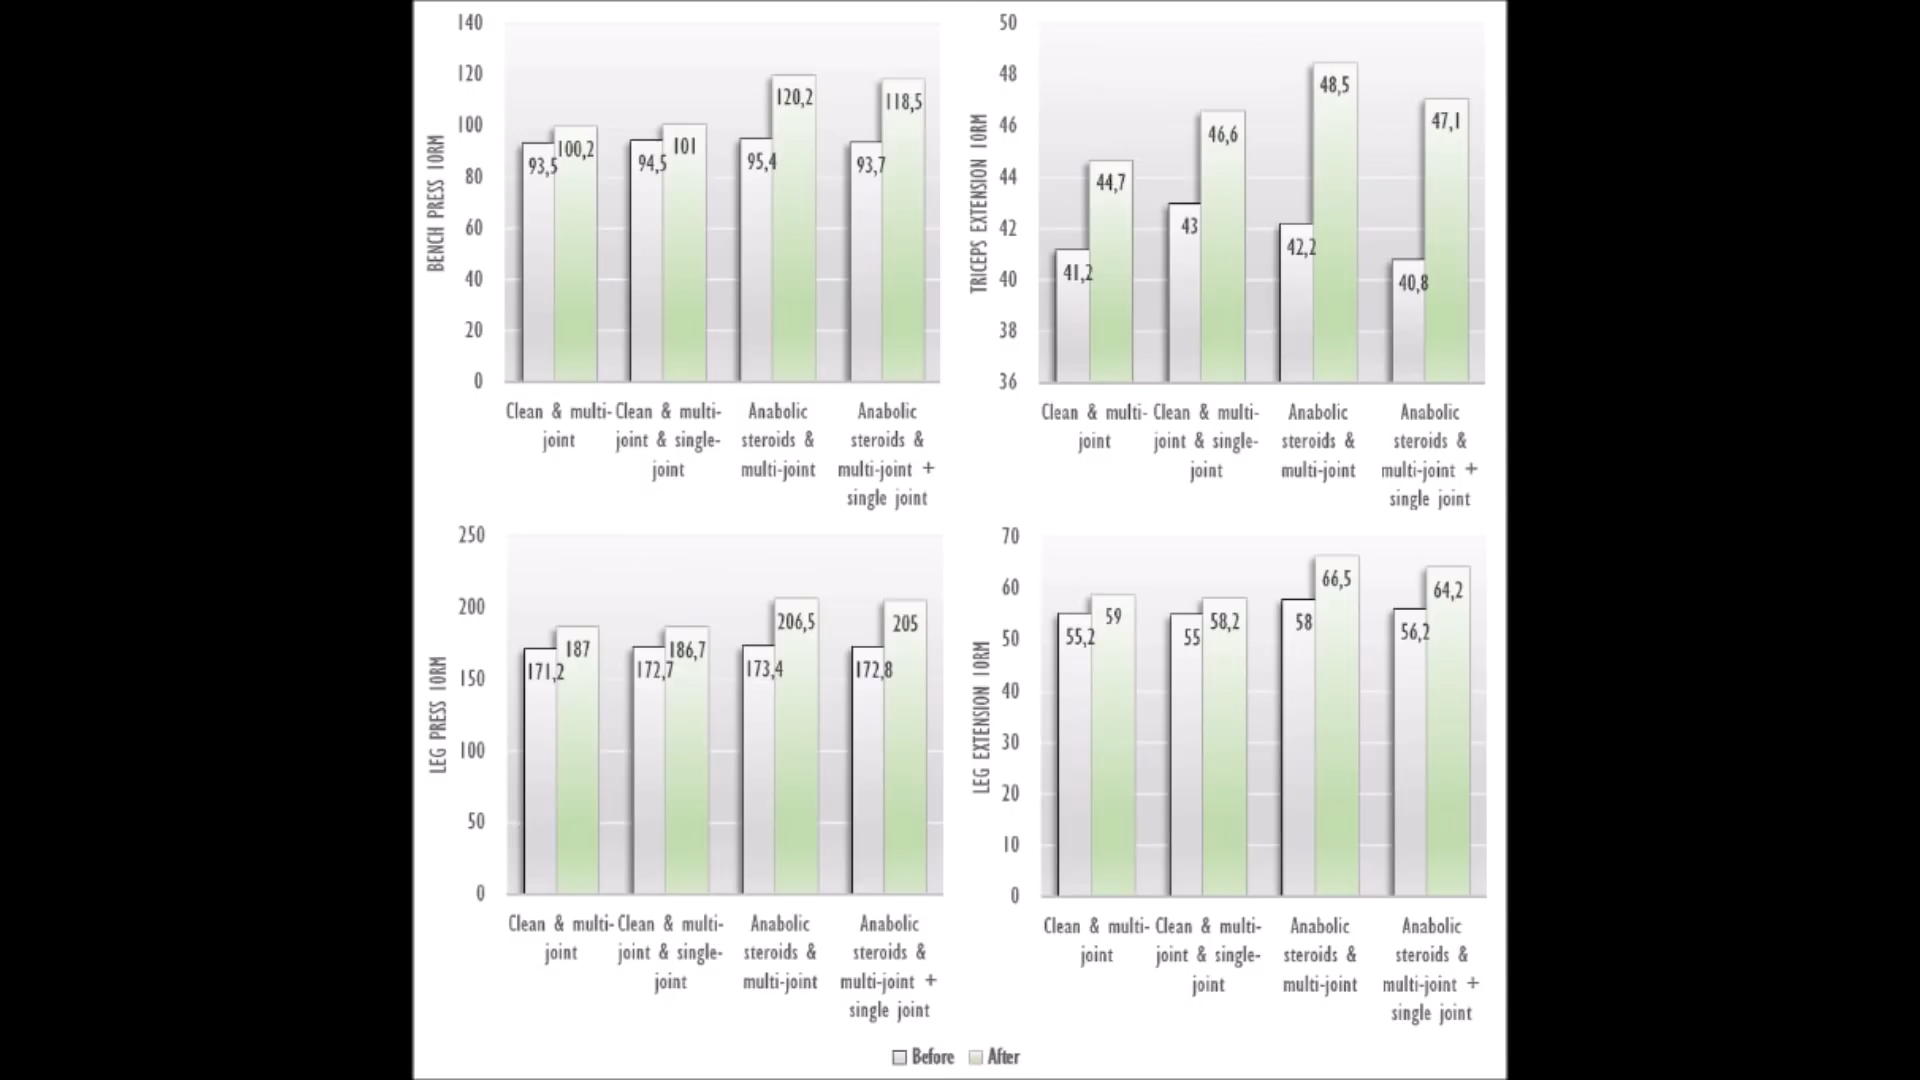 140
120
100
80
60
40
20
0
BENCH PRESS 10RM
93,5
100,2
94,5
101
95,4
120,2
93,7
118,5
Clean & multi-
joint
Clean & multi-
joint & single-
joint
Anabolic
steroids &
multi-joint
Anabolic
steroids &
multi-joint +
single joint
50
48
46
44
42
40
38
36
TRICEPS EXTENSION 10RM
41,2
44,7
43
46,6
42,2
48,5
40,8
47,1
Clean & multi-
joint
Clean & multi-
joint & single-
joint
Anabolic
steroids &
multi-joint
Anabolic
steroids &
multi-joint +
single joint
250
200
150
100
50
0
LEG PRESS 10RM
171,2
187
172,7
186,7
173,4
206,5
172,8
205
Clean & multi-
joint
Clean & multi-
joint & single-
joint
Anabolic
steroids &
multi-joint
Anabolic
steroids &
multi-joint +
single joint
70
60
50
40
30
20
10
0
LEG EXTENSION 10RM
55,2
59
55
58,2
58
66,5
56,2
64,2
Clean & multi-
joint
Clean & multi-
joint & single-
joint
Anabolic
steroids &
multi-joint
Anabolic
steroids &
multi-joint +
single joint
Before After